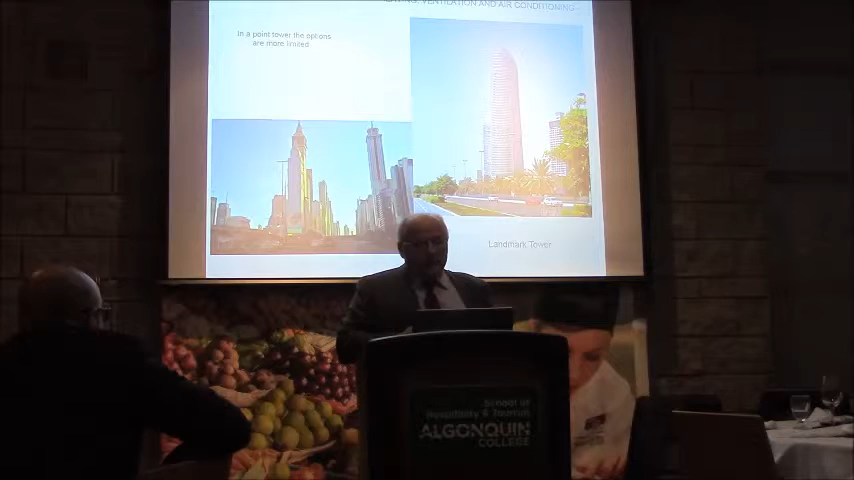 VENTILATION AND AIR CONDITIONING
In a point tower the options
are more limited
Landmark Tower
School of
Hospitality & Tourism
ALGONQUIN
COLLEGE